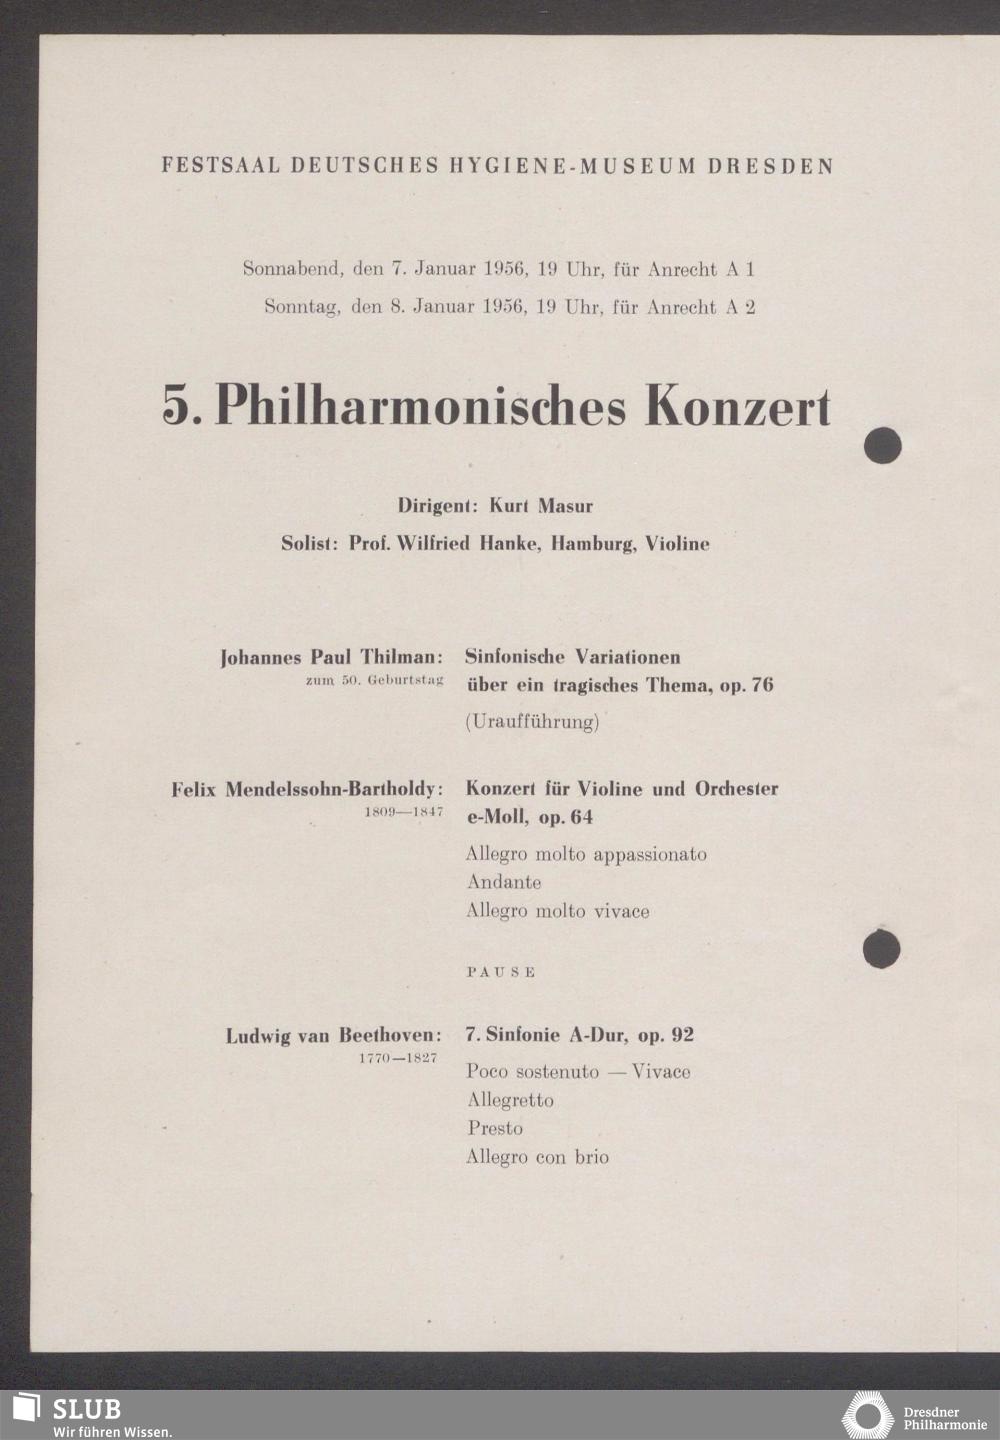 FESTSAAL DEUTSCHES HYGIENE-MUSEUM DRESDEN
Sonnabend, den 7. Januar 1956, 19 Uhr, für Anrecht A 1
Sonntag, den 8. Januar 1956, 19 Uhr, für Anrecht A 2
5. Philharmonisches Konzert
Dirigent: Kurt Masur
Solist: Prof. Wilfried Hanke, Hamburg, Violine
Johannes Paul Thilman: Sinfonische Variationen
zum 50. Geburtstag über ein tragisches Thema, op. 76
(Uraufführung)
Felix Mendelssohn-Bartholdy: Konzert für Violine und Orchester
1809—1847 e-Moll, op. 64
Allegro molto appassionato
Andante
Allegro molto vivace
PAUSE
Ludwig van Beethoven: 7. Sinfonie A-Dur, op. 92
1770—1827
Poco sostenuto — Vivace
Allegretto
Presto
Allegro con brio
SLUB
Wir führen Wissen.
Dresdner
Philharmonie